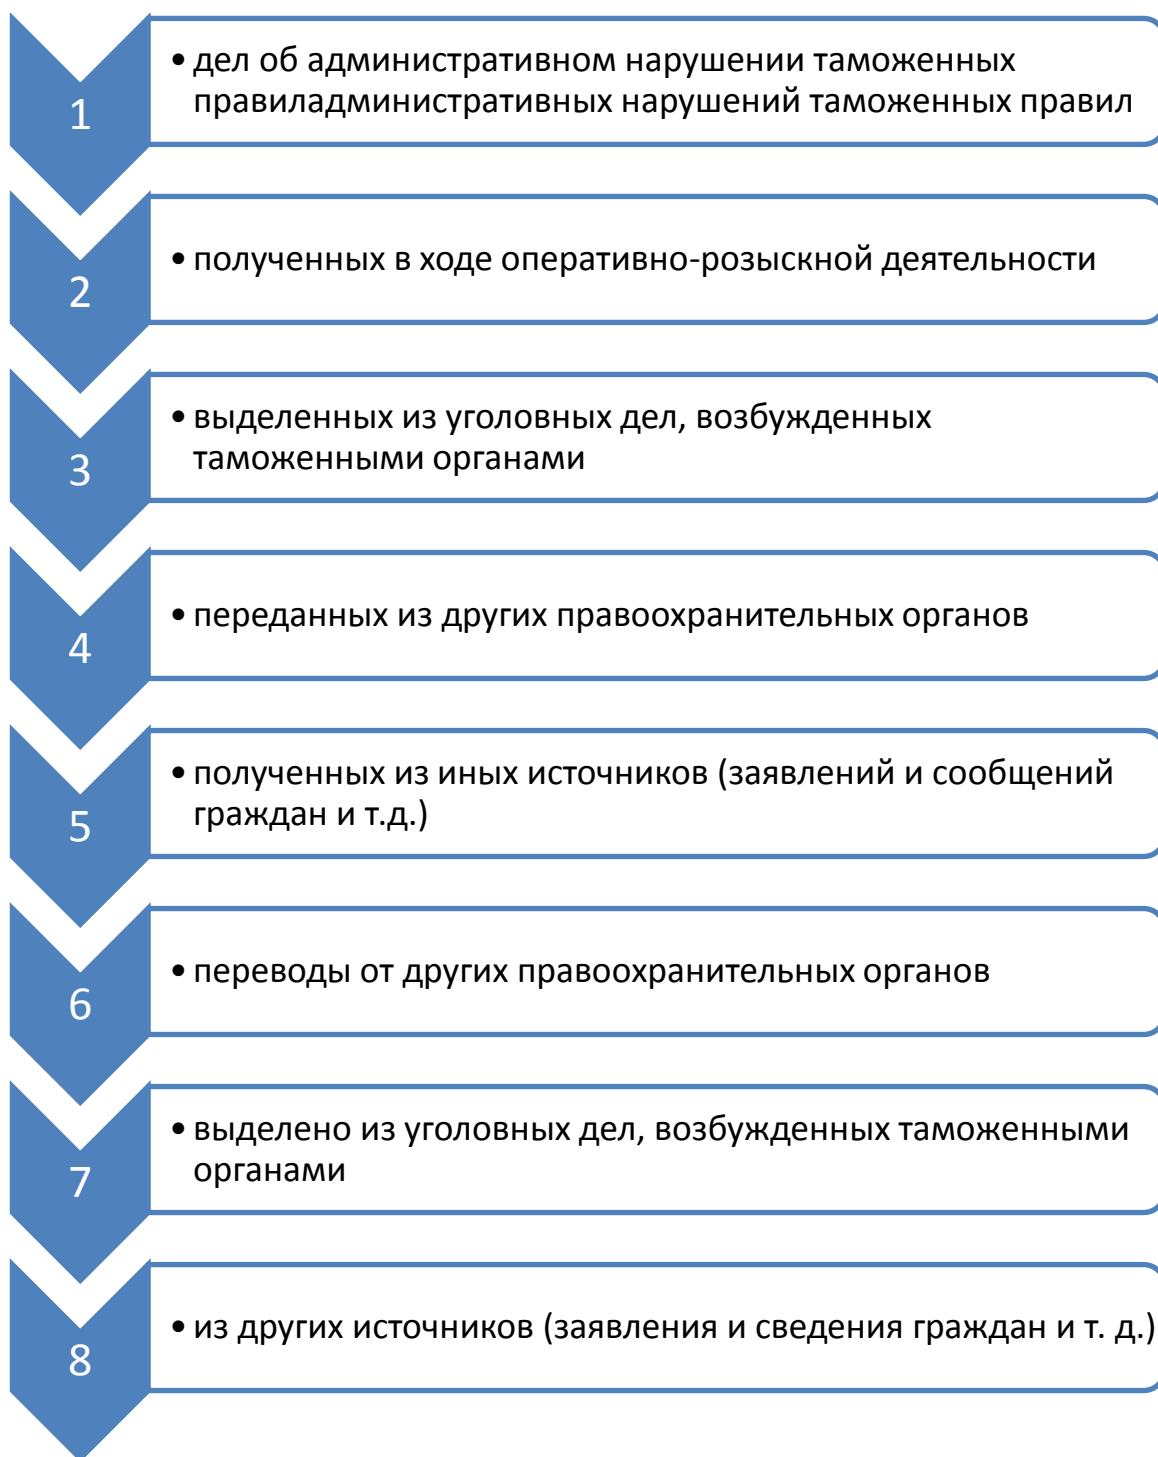 1
• дел об административном нарушении таможенных
правиладминистративных нарушений таможенных правил
2
• полученных в ходе оперативно-розыскной деятельности
3
• выделенных из уголовных дел, возбужденных
таможенными органами
4
• переданных из других правоохранительных органов
5
• полученных из иных источников (заявлений и сообщений
граждан и т.д.)
6
• переводы от других правоохранительных органов
7
• выделено из уголовных дел, возбужденных таможенными
органами
8
• из других источников (заявления и сведения граждан и т. д.)